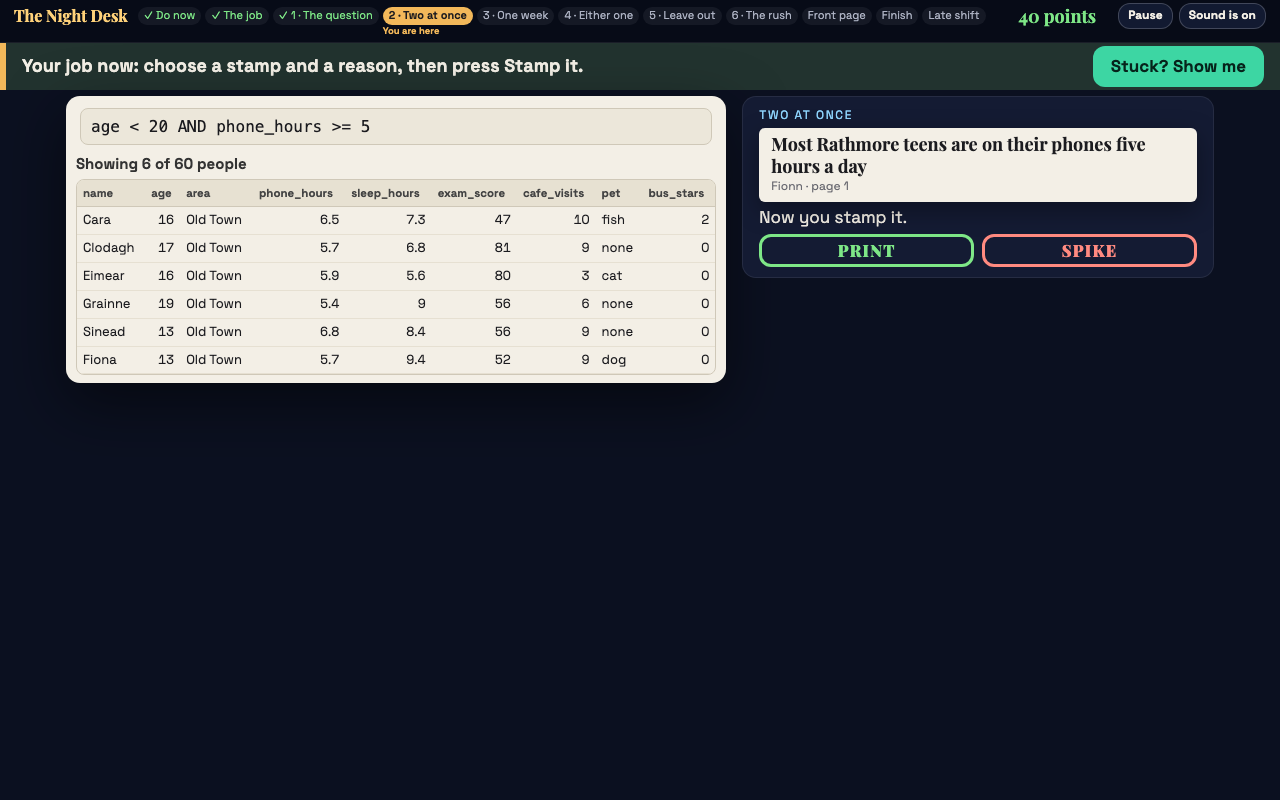 The Night Desk ✓ Do now ✓ The job ✓ 1 · The question 2 · Two at once 3 · One week 4 · Either one 5 · Leave out 6 · The rush Front page Finish Late shift 40 points Pause Sound is on
You are here
Your job now: choose a stamp and a reason, then press Stamp it. Stuck? Show me
age < 20 AND phone_hours >= 5
Showing 6 of 60 people
name age area phone_hours sleep_hours exam_score cafe_visits pet bus_stars
Cara 16 Old Town 6.5 7.3 47 10 fish 2
Clodagh 17 Old Town 5.7 6.8 81 9 none 0
Eimear 16 Old Town 5.9 5.6 80 3 cat 0
Grainne 19 Old Town 5.4 9 56 6 none 0
Sinead 13 Old Town 6.8 8.4 56 9 none 0
Fiona 13 Old Town 5.7 9.4 52 9 dog 0
TWO AT ONCE
Most Rathmore teens are on their phones five
hours a day
Fionn · page 1
Now you stamp it.
PRINT SPIKE